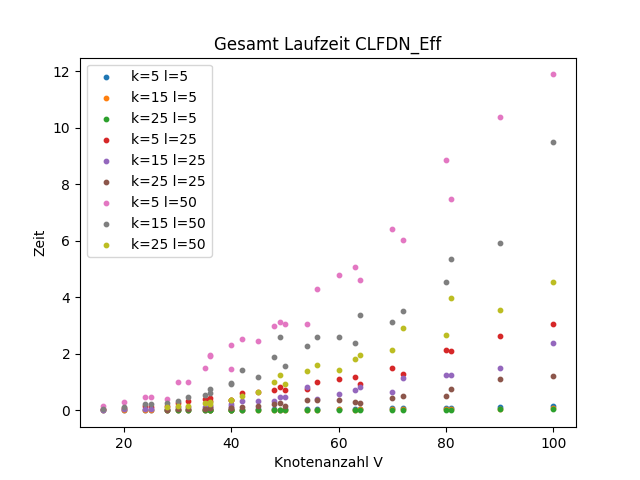 Gesamt Laufzeit CLFDN_Eff
12
10
8
6
4
2
0
Zeit
k=5 l=5
k=15 l=5
k=25 l=5
k=5 l=25
k=15 l=25
k=25 l=25
k=5 l=50
k=15 l=50
k=25 l=50
20 40 60 80 100
Knotenanzahl V